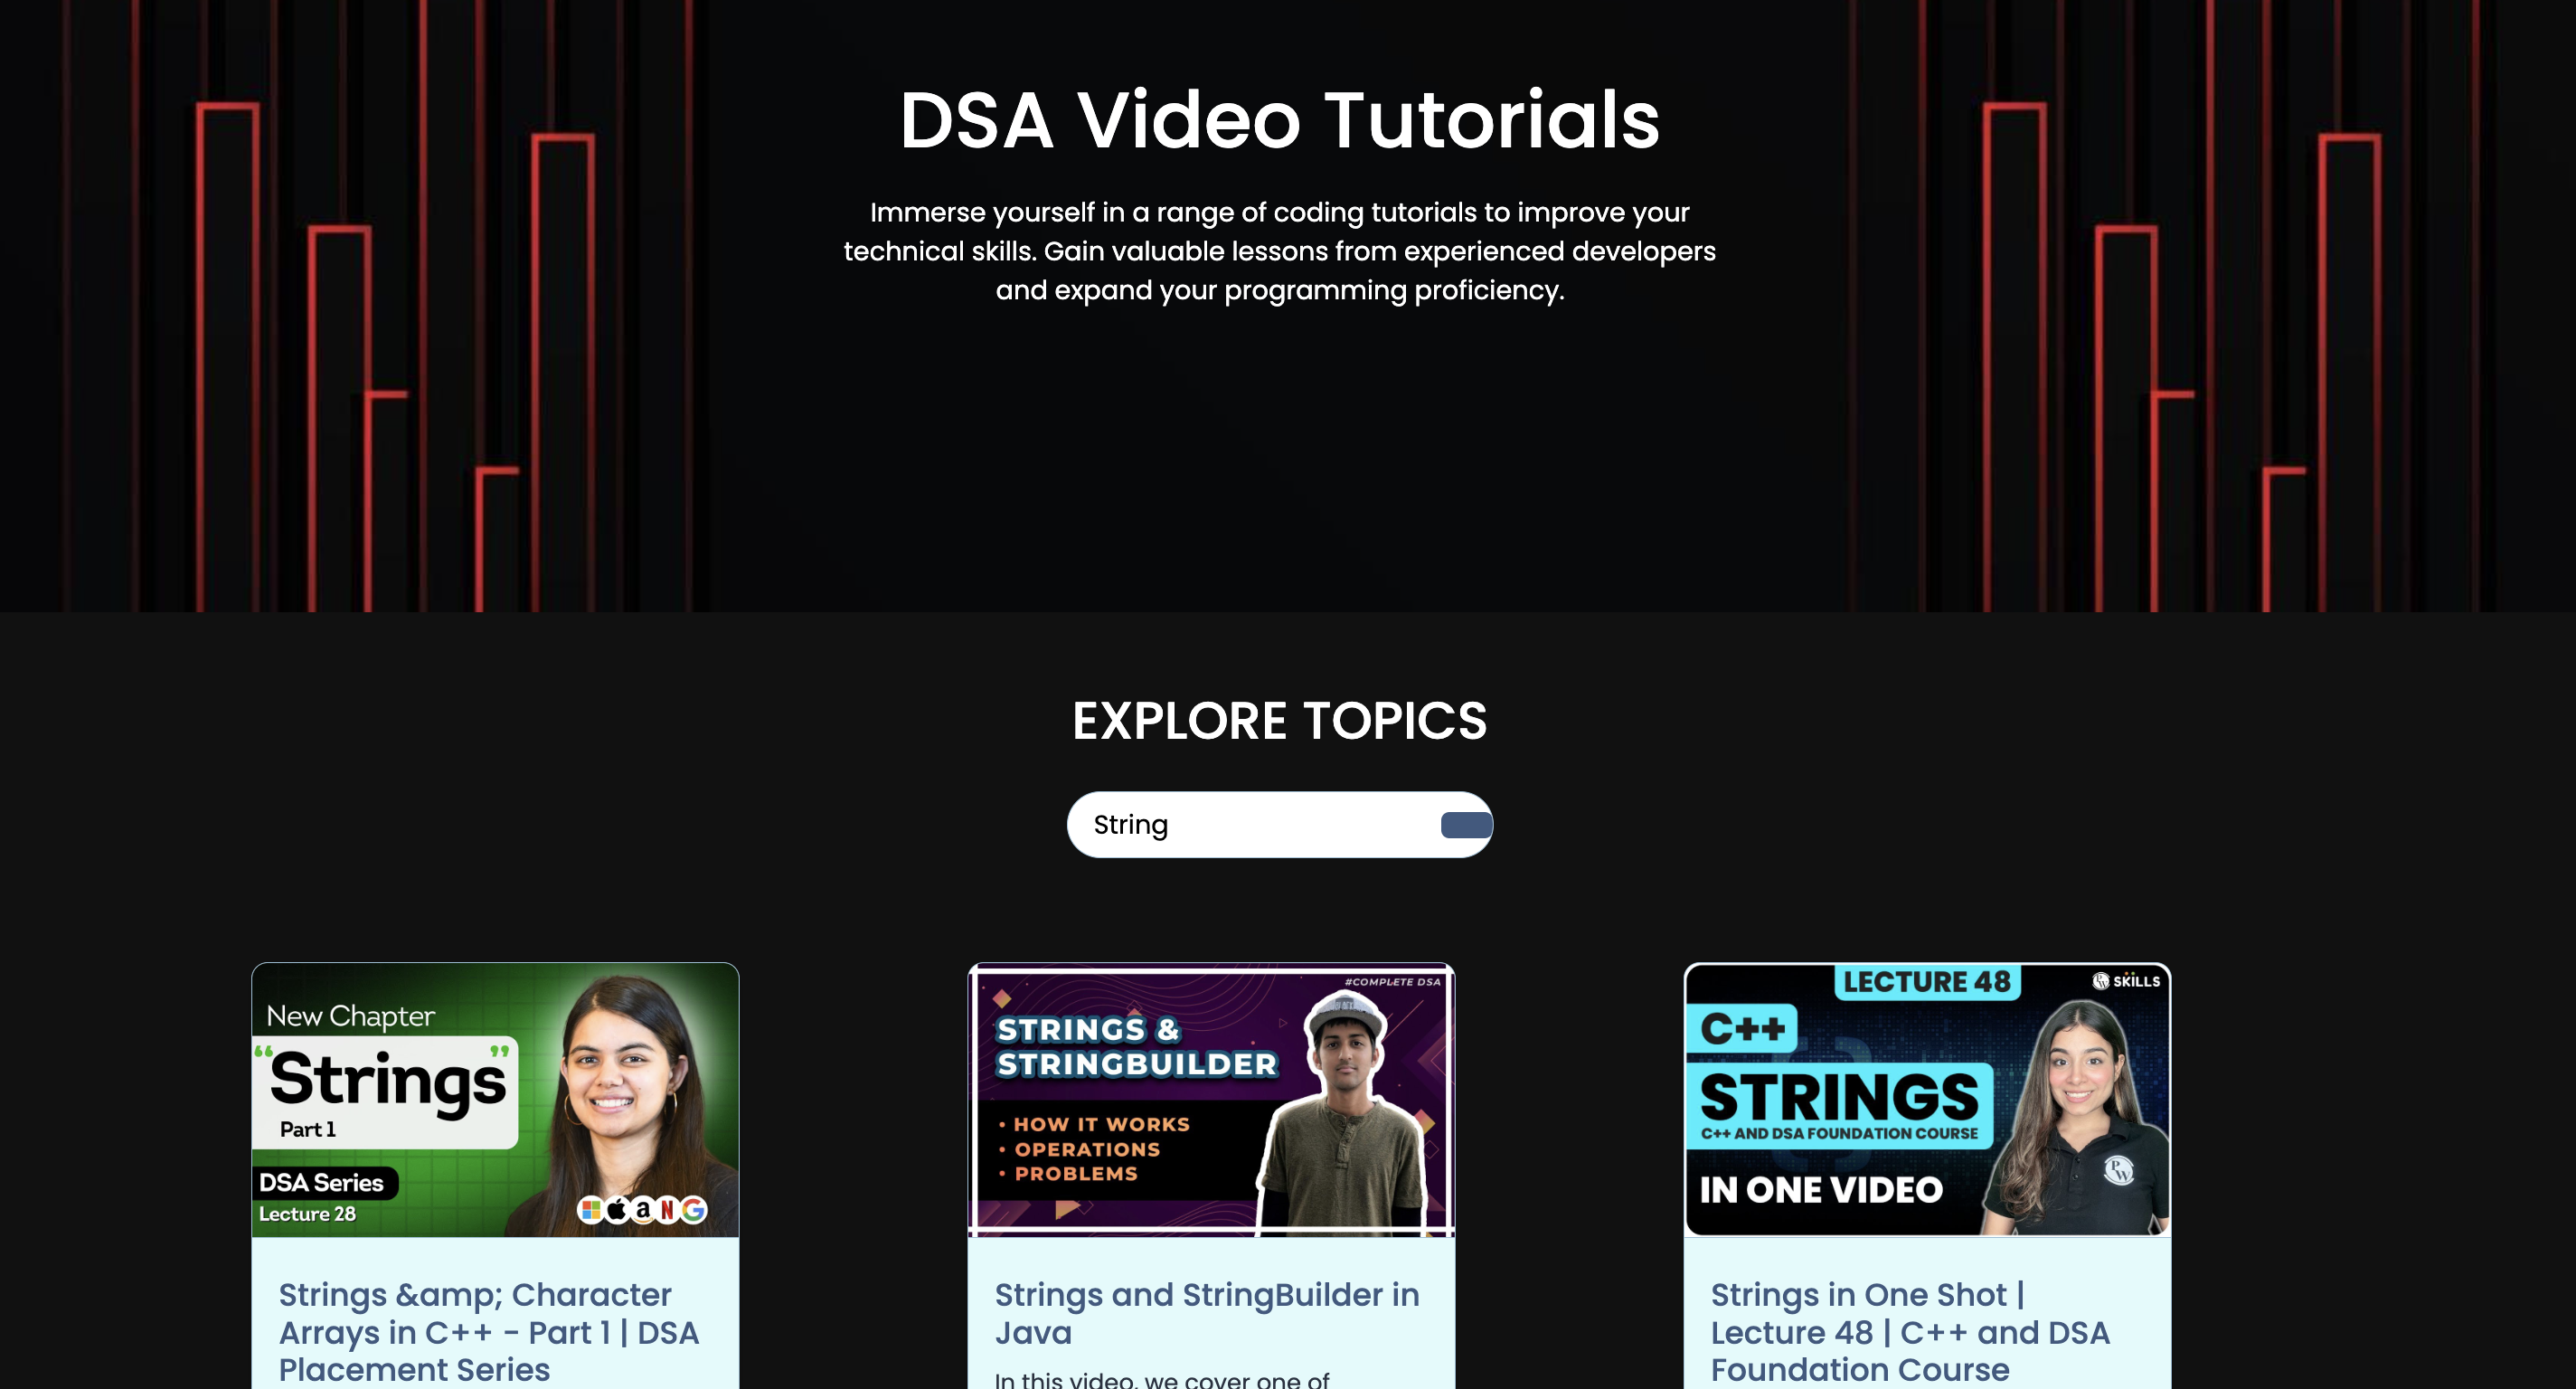 DSA Video Tutorials
Immerse yourself in a range of coding tutorials to improve your
technical skills. Gain valuable lessons from experienced developers
and expand your programming proficiency.
EXPLORE TOPICS
String
New Chapter
“Strings”
Part 1
DSA Series
Lecture 28
a N G
Strings &amp; Character
Arrays in C++ - Part 1 | DSA
Placement Series
#COMPLETE DSA
STRINGS &
STRINGBUILDER
• HOW IT WORKS
• OPERATIONS
• PROBLEMS
Strings and StringBuilder in
Java
In this video, we cover one of
LECTURE 48
PW SKILLS
C++
STRINGS
C++ AND DSA FOUNDATION COURSE
IN ONE VIDEO
PW
Strings in One Shot |
Lecture 48 | C++ and DSA
Foundation Course